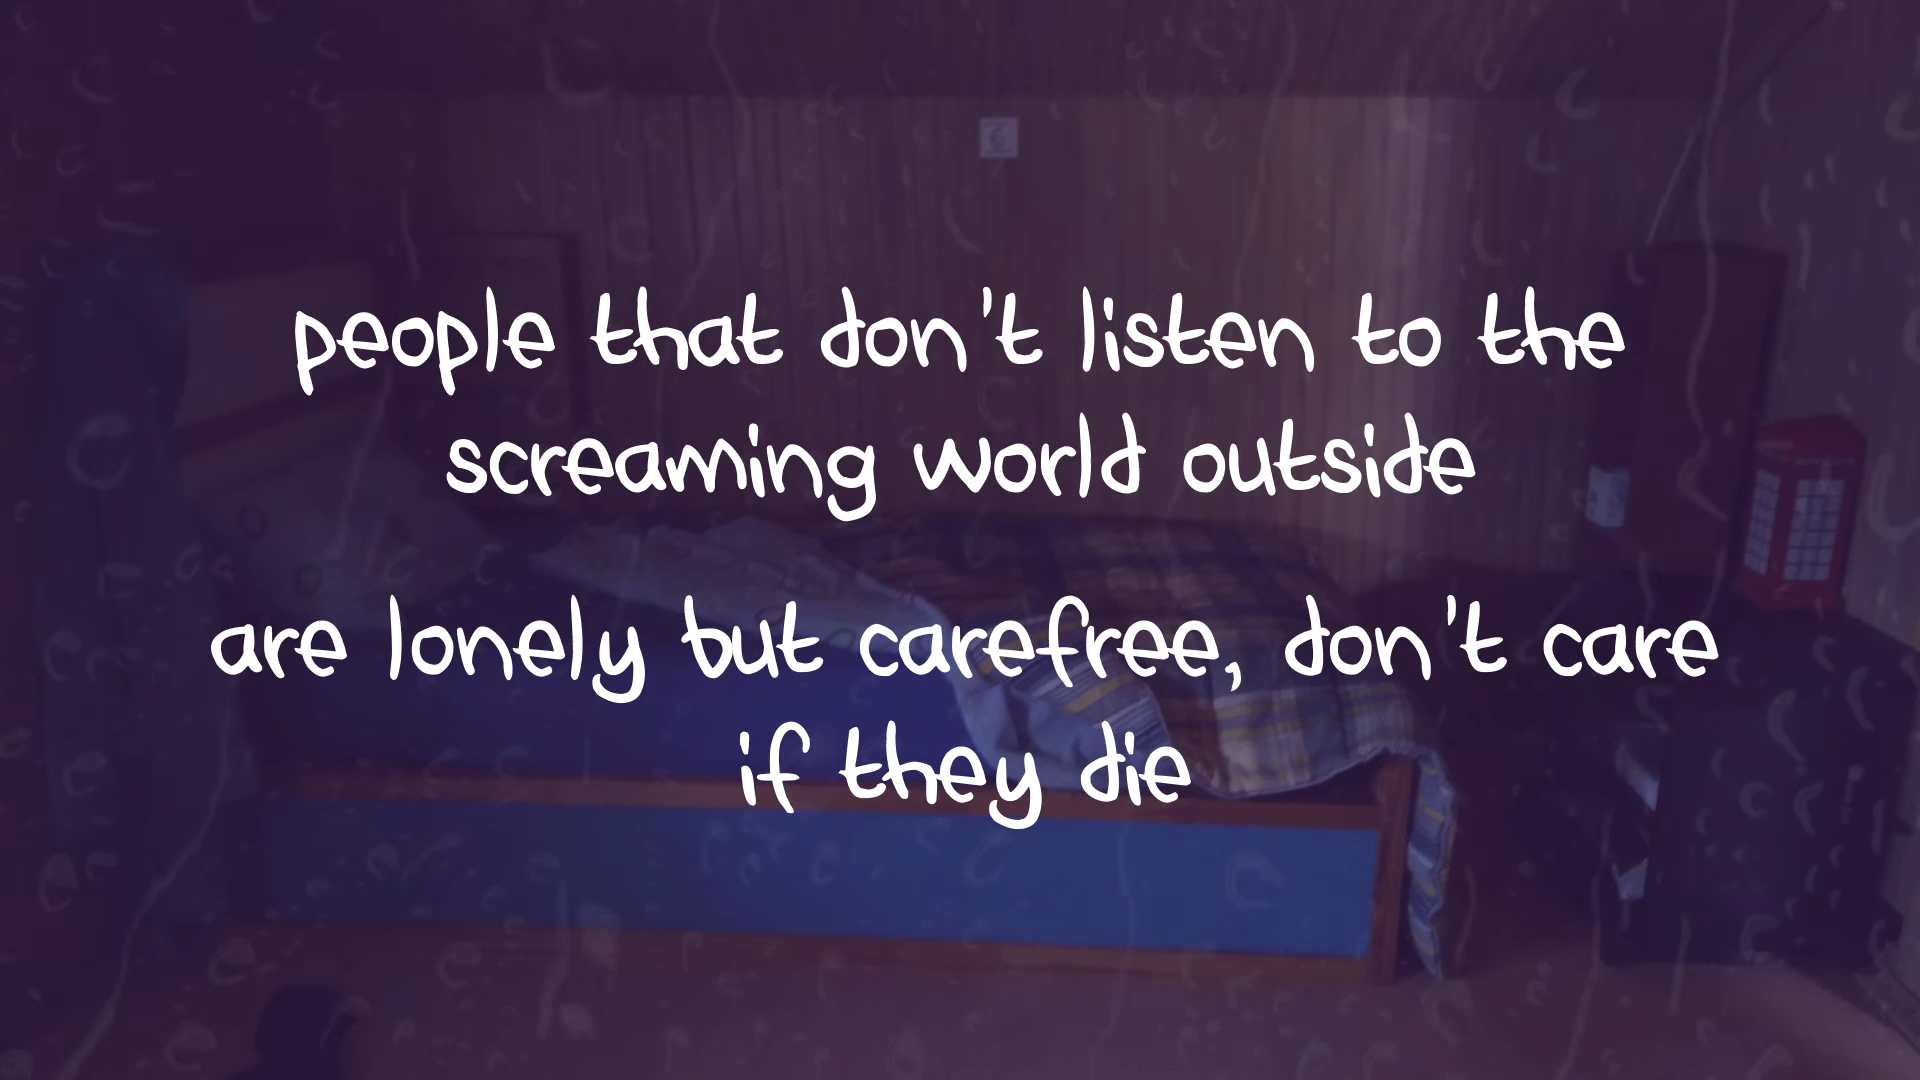 people that don't listen to the
screaming world outside
are lonely but carefree, don't care
if they die